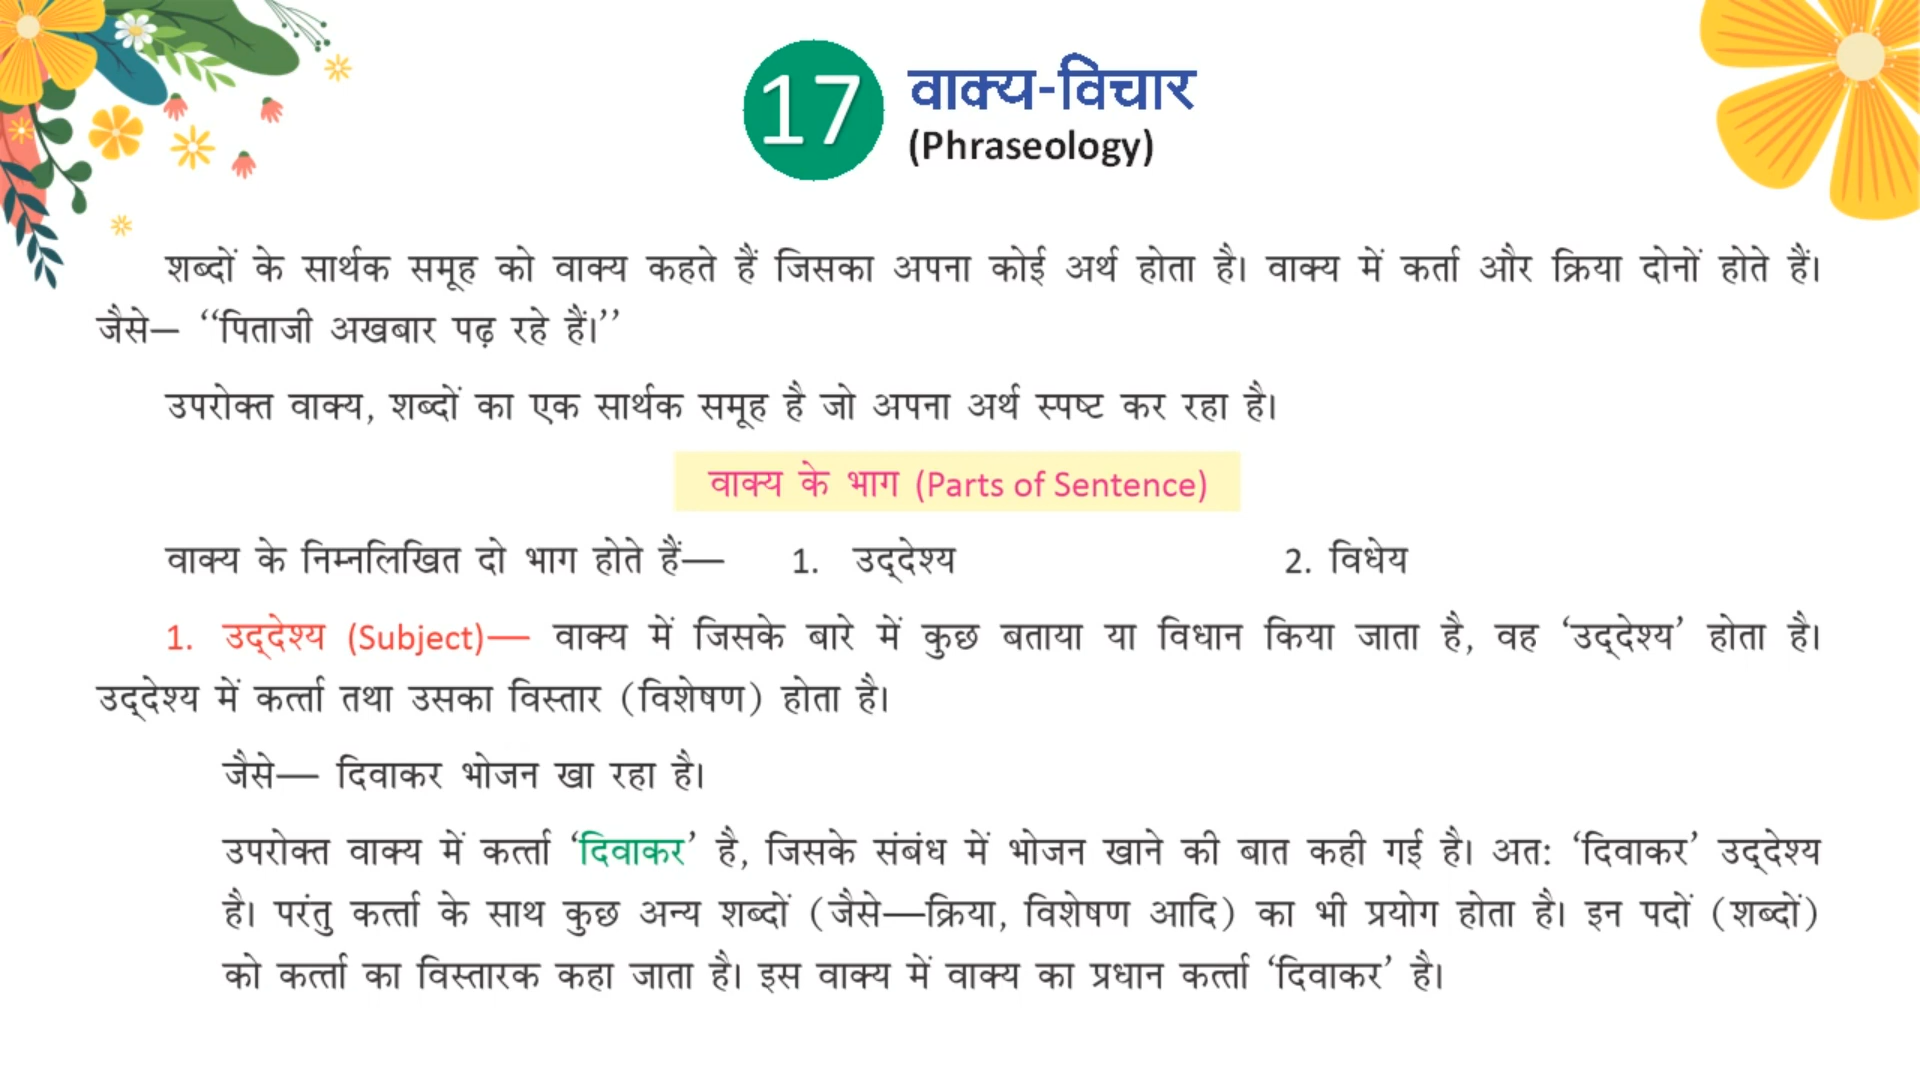 17
वाक्य-विचार
(Phraseology)
शब्दों के सार्थक समूह को वाक्य कहते हैं जिसका अपना कोई अर्थ होता है। वाक्य में कर्ता और क्रिया दोनों होते हैं।
जैसे— ‘‘पिताजी अखबार पढ़ रहे हैं।’’
उपरोक्त वाक्य, शब्दों का एक सार्थक समूह है जो अपना अर्थ स्पष्ट कर रहा है।
वाक्य के भाग (Parts of Sentence)
वाक्य के निम्नलिखित दो भाग होते हैं— 1. उद्‌देश्य 2. विधेय
1. उद्‌देश्य (Subject)— वाक्य में जिसके बारे में कुछ बताया या विधान किया जाता है, वह ‘उद्‌देश्य’ होता है।
उद्‌देश्य में कर्त्ता तथा उसका विस्तार (विशेषण) होता है।
जैसे— दिवाकर भोजन खा रहा है।
उपरोक्त वाक्य में कर्त्ता ‘दिवाकर’ है, जिसके संबंध में भोजन खाने की बात कही गई है। अत: ‘दिवाकर’ उद्‌देश्य
है। परंतु कर्त्ता के साथ कुछ अन्य शब्दों (जैसे—क्रिया, विशेषण आदि) का भी प्रयोग होता है। इन पदों (शब्दों)
को कर्त्ता का विस्तारक कहा जाता है। इस वाक्य में वाक्य का प्रधान कर्त्ता ‘दिवाकर’ है।